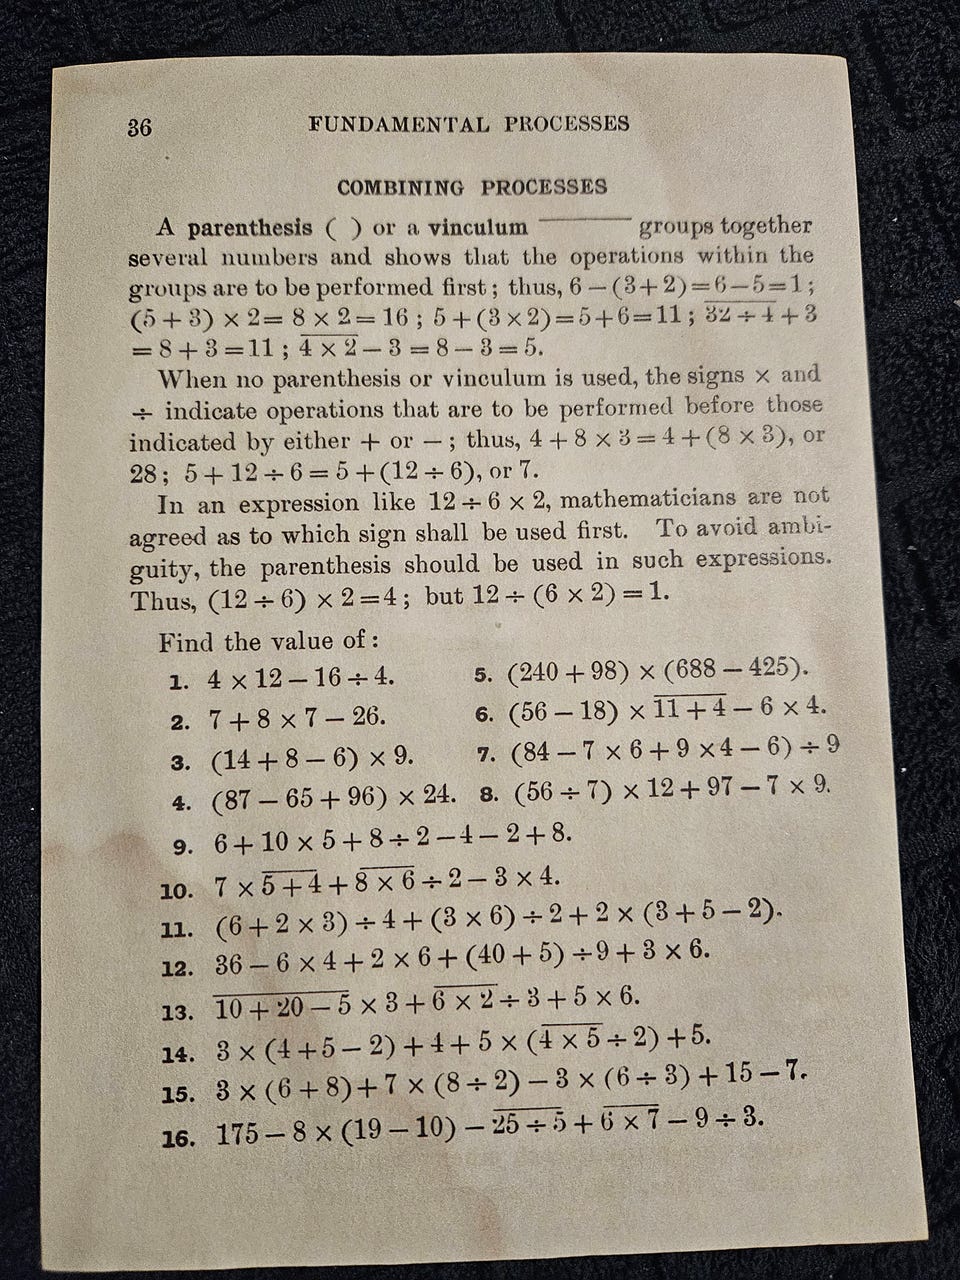 36 FUNDAMENTAL PROCESSES
COMBINING PROCESSES
A parenthesis ( ) or a vinculum ‾‾‾‾‾‾ groups together
several numbers and shows that the operations within the
groups are to be performed first; thus, 6 − (3 + 2) = 6 − 5 = 1;
(5 + 3) × 2 = 8 × 2 = 16; 5 + (3 × 2) = 5 + 6 = 11; 3̅2̅ ̅÷̅ ̅4̅ + 3
= 8 + 3 = 11; 4̅ ̅×̅ ̅2̅ − 3 = 8 − 3 = 5.
When no parenthesis or vinculum is used, the signs × and
÷ indicate operations that are to be performed before those
indicated by either + or −; thus, 4 + 8 × 3 = 4 + (8 × 3), or
28; 5 + 12 ÷ 6 = 5 + (12 ÷ 6), or 7.
In an expression like 12 ÷ 6 × 2, mathematicians are not
agreed as to which sign shall be used first. To avoid ambi-
guity, the parenthesis should be used in such expressions.
Thus, (12 ÷ 6) × 2 = 4; but 12 ÷ (6 × 2) = 1.
Find the value of:
1. 4 × 12 − 16 ÷ 4. 5. (240 + 98) × (688 − 425).
2. 7 + 8 × 7 − 26. 6. (56 − 18) × 1̅1̅ ̅+̅ ̅4̅ − 6 × 4.
3. (14 + 8 − 6) × 9. 7. (84 − 7 × 6 + 9 × 4 − 6) ÷ 9
4. (87 − 65 + 96) × 24. 8. (56 ÷ 7) × 12 + 97 − 7 × 9.
9. 6 + 10 × 5 + 8 ÷ 2 − 4 − 2 + 8.
10. 7 × 5̅ ̅+̅ ̅4̅ + 8̅ ̅×̅ ̅6̅ ÷ 2 − 3 × 4.
11. (6 + 2 × 3) ÷ 4 + (3 × 6) ÷ 2 + 2 × (3 + 5 − 2).
12. 36 − 6 × 4 + 2 × 6 + (40 + 5) ÷ 9 + 3 × 6.
13. 1̅0̅ ̅+̅ ̅2̅0̅ ̅−̅ ̅5̅ × 3 + 6̅ ̅×̅ ̅2̅ ÷ 3 + 5 × 6.
14. 3 × (4 + 5 − 2) + 4 + 5 × (4̅ ̅×̅ ̅5̅ ÷ 2) + 5.
15. 3 × (6 + 8) + 7 × (8 ÷ 2) − 3 × (6 ÷ 3) + 15 − 7.
16. 175 − 8 × (19 − 10) − 2̅5̅ ̅÷̅ ̅5̅ + 6̅ ̅×̅ ̅7̅ − 9 ÷ 3.